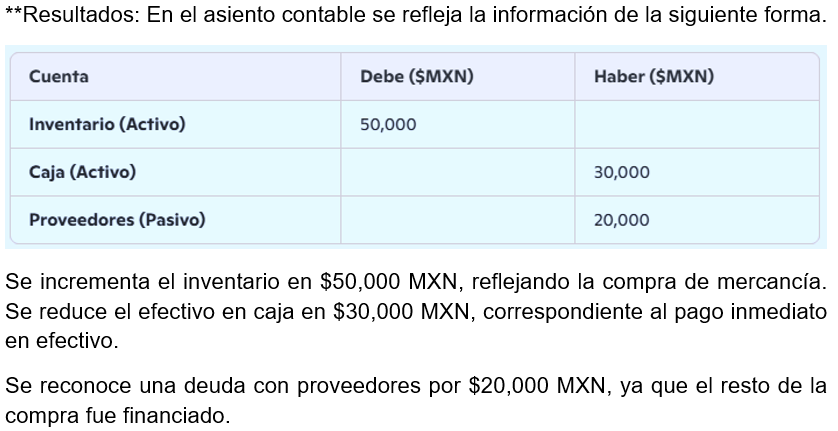 **Resultados: En el asiento contable se refleja la información de la siguiente forma.
Cuenta Debe ($MXN) Haber ($MXN)
Inventario (Activo) 50,000
Caja (Activo) 30,000
Proveedores (Pasivo) 20,000
Se incrementa el inventario en $50,000 MXN, reflejando la compra de mercancía.
Se reduce el efectivo en caja en $30,000 MXN, correspondiente al pago inmediato
en efectivo.
Se reconoce una deuda con proveedores por $20,000 MXN, ya que el resto de la
compra fue financiado.